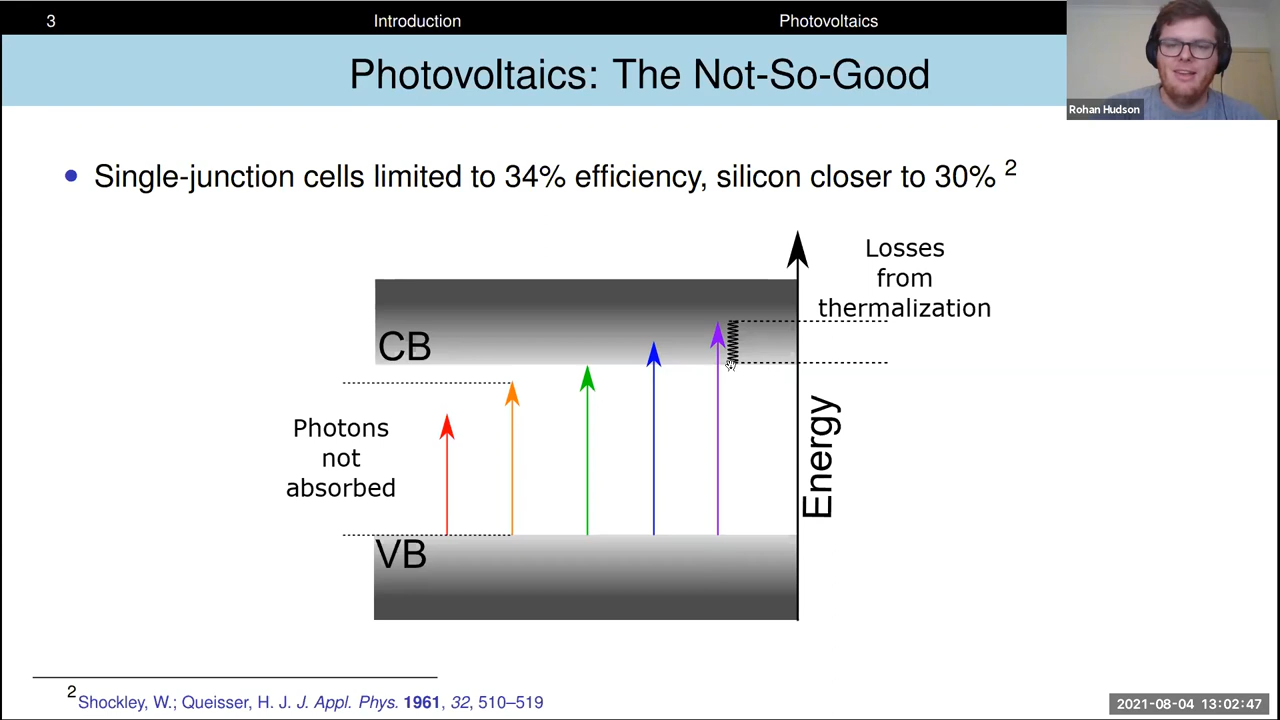 3 Introduction Photovoltaics
Photovoltaics: The Not-So-Good
Rohan Hudson
• Single-junction cells limited to 34% efficiency, silicon closer to 30% 2
Losses
from
thermalization
CB
Photons
not
absorbed
Energy
VB
2 Shockley, W.; Queisser, H. J. J. Appl. Phys. 1961, 32, 510–519
2021-08-04 13:02:47